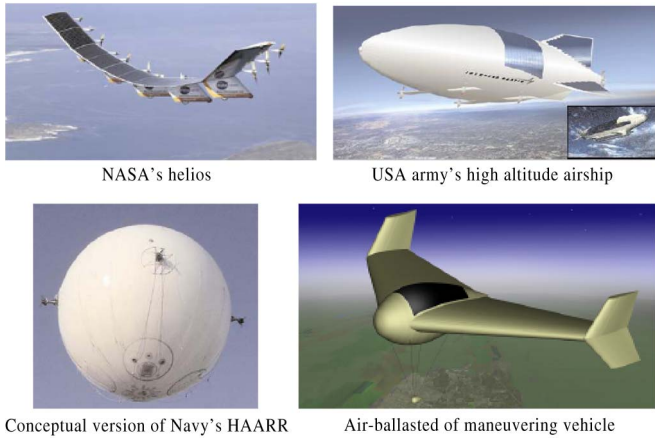 NASA's helios
USA army's high altitude airship
Conceptual version of Navy's HAARR
Air-ballasted of maneuvering vehicle